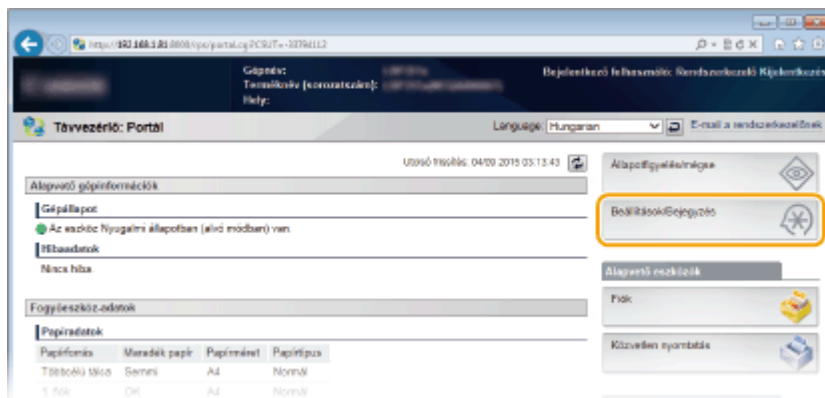 Gépnév:
Terméknév (sorozatszám):
Hely:
Bejelentkező felhasználó: Rendszerkezelő Kijelentkezés
Távvezérlő: Portál
Language: Hungarian
E-mail a rendszerkezelőnek
Utolsó frissítés: 04/09 2015 03:13:43
Alapvető gépinformációk
Gépállapot
Az eszköz Nyugalmi állapotban (alvó módban) van.
Hibaadatok
Nincs hiba.
Fogyóeszköz-adatok
Papíradatok
Papírforrás Maradék papír Papírméret Papírtípus
Többcélú tálca Semmi A4 Normál
1. fiók OK A4 Normál
Állapotfigyelés/mégse
Beállítások/Bejegyzés
Alapvető eszközök
Fiók
Közvetlen nyomtatás